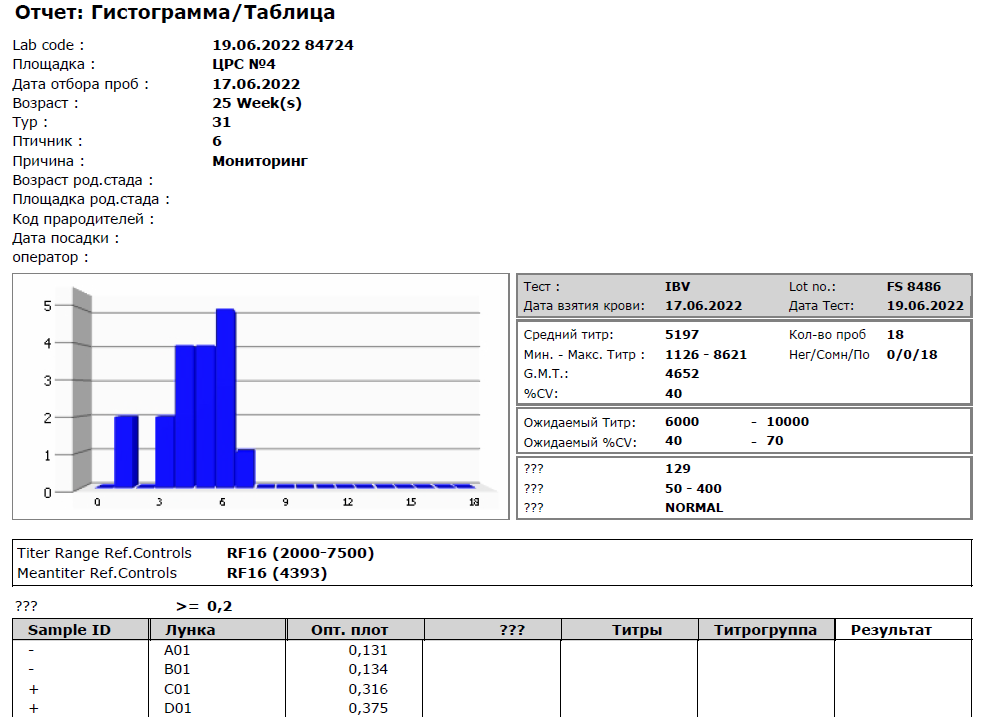 Отчет: Гистограмма/Таблица
Lab code : 19.06.2022 84724
Площадка : ЦРС №4
Дата отбора проб : 17.06.2022
Возраст : 25 Week(s)
Тур : 31
Птичник : 6
Причина : Мониторинг
Возраст род.стада :
Площадка род.стада :
Код прародителей :
Дата посадки :
оператор :
5
4
3
2
1
0
0 3 6 9 12 15 18
Тест : IBV Lot no.: FS 8486
Дата взятия крови: 17.06.2022 Дата Тест: 19.06.2022
Средний титр: 5197 Кол-во проб 18
Мин. - Макс. Титр : 1126 - 8621 Нег/Сомн/По 0/0/18
G.M.T.: 4652
%CV: 40
Ожидаемый Титр: 6000 - 10000
Ожидаемый %CV: 40 - 70
??? 129
??? 50 - 400
??? NORMAL
Titer Range Ref.Controls RF16 (2000-7500)
Meantiter Ref.Controls RF16 (4393)
??? >= 0,2
Sample ID Лунка Опт. плот ??? Титры Титрогруппа Результат
- A01 0,131
- B01 0,134
+ C01 0,316
+ D01 0,375